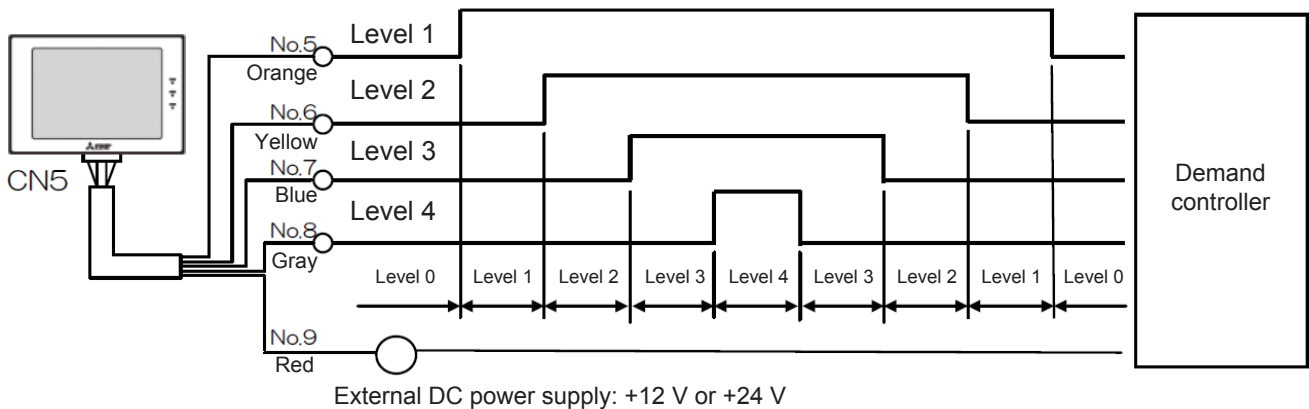 No.5
Orange
Level 1
No.6
Yellow
Level 2
No.7
Blue
Level 3
No.8
Gray
Level 4
CN5
Level 0 Level 1 Level 2 Level 3 Level 4 Level 3 Level 2 Level 1 Level 0
No.9
Red
External DC power supply: +12 V or +24 V
Demand
controller